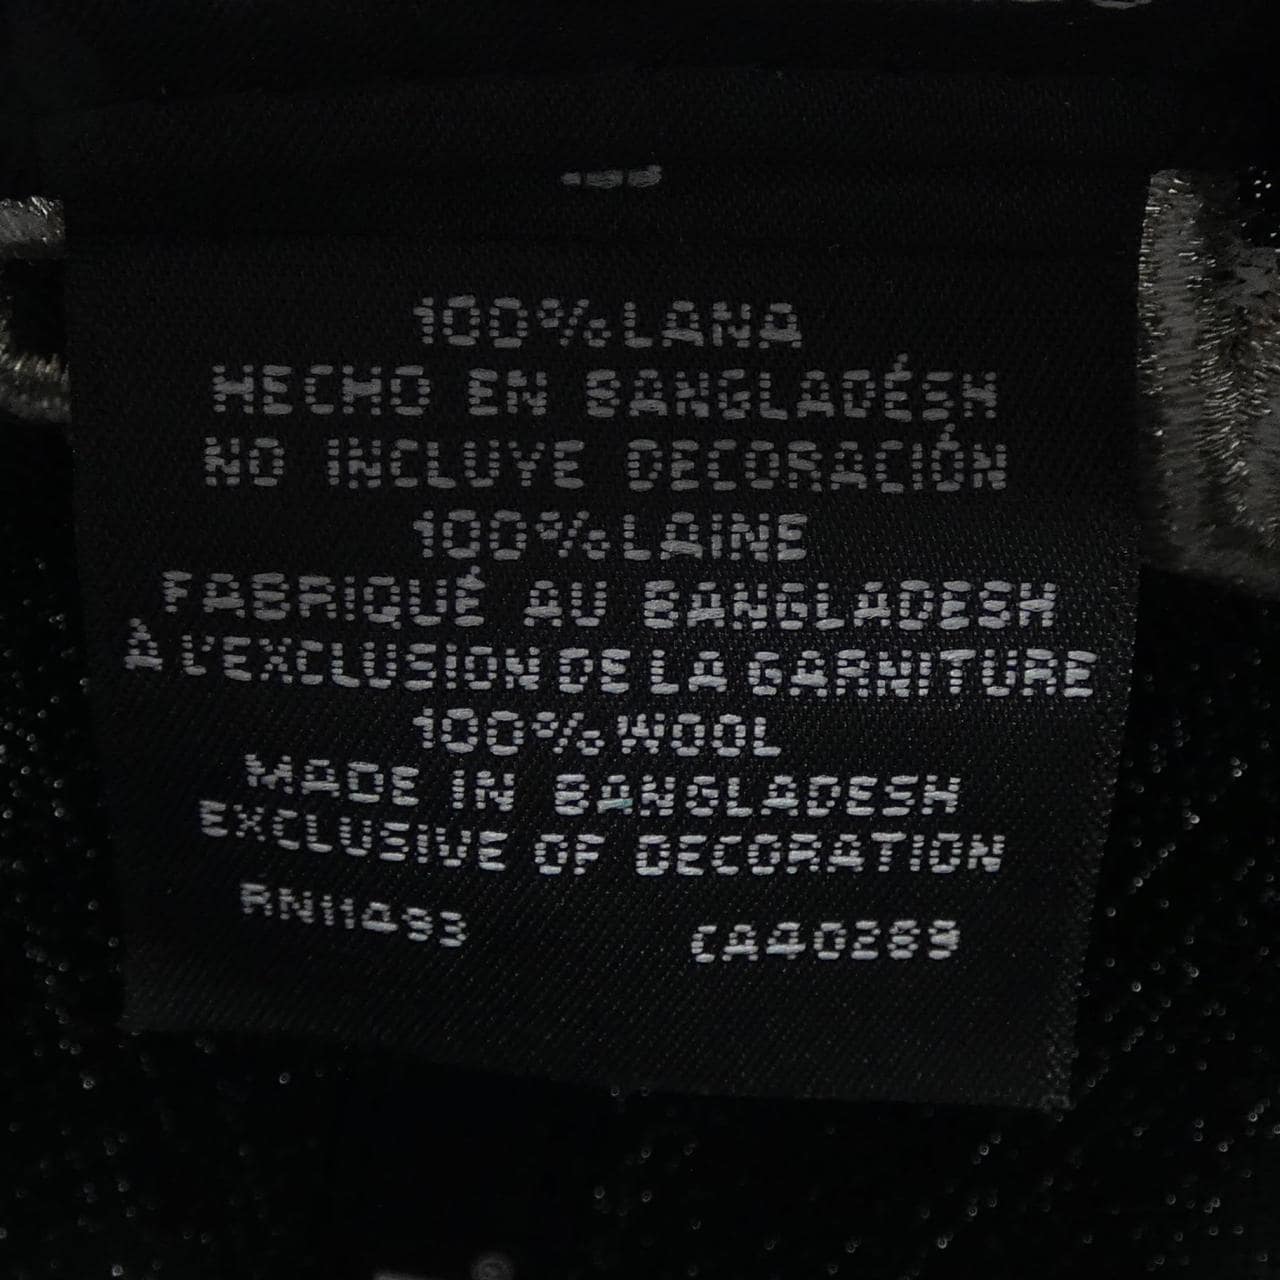 100% LANA
HECHO EN BANGLADÉSH
NO INCLUYE DECORACIÓN
100% LAINE
FABRIQUÉ AU BANGLADESH
À L'EXCLUSION DE LA GARNITURE
100% WOOL
MADE IN BANGLADESH
EXCLUSIVE OF DECORATION
RN11493 CA40289